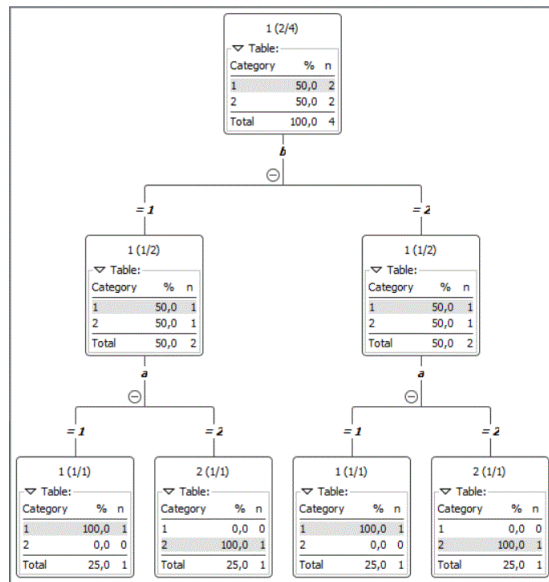 1 (2/4)
Table:
Category % n
1 50,0 2
2 50,0 2
Total 100,0 4
b
= 1
= 2
1 (1/2)
Table:
Category % n
1 50,0 1
2 50,0 1
Total 50,0 2
a
1 (1/2)
Table:
Category % n
1 50,0 1
2 50,0 1
Total 50,0 2
a
= 1
= 2
= 1
= 2
1 (1/1)
Table:
Category % n
1 100,0 1
2 0,0 0
Total 25,0 1
2 (1/1)
Table:
Category % n
1 0,0 0
2 100,0 1
Total 25,0 1
1 (1/1)
Table:
Category % n
1 100,0 1
2 0,0 0
Total 25,0 1
2 (1/1)
Table:
Category % n
1 0,0 0
2 100,0 1
Total 25,0 1